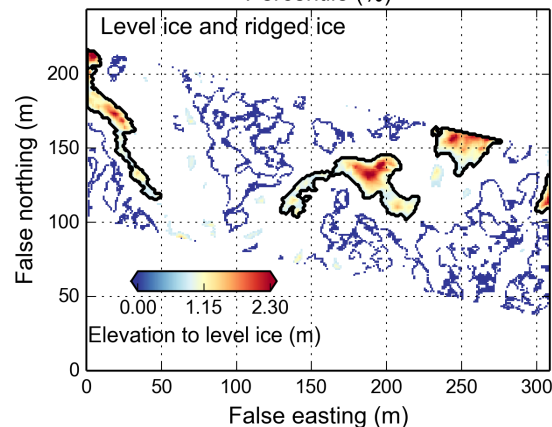 Percentile (%)
Level ice and ridged ice
200
150
100
50
0
False northing (m)
0.00 1.15 2.30
Elevation to level ice (m)
0 50 100 150 200 250 300
False easting (m)